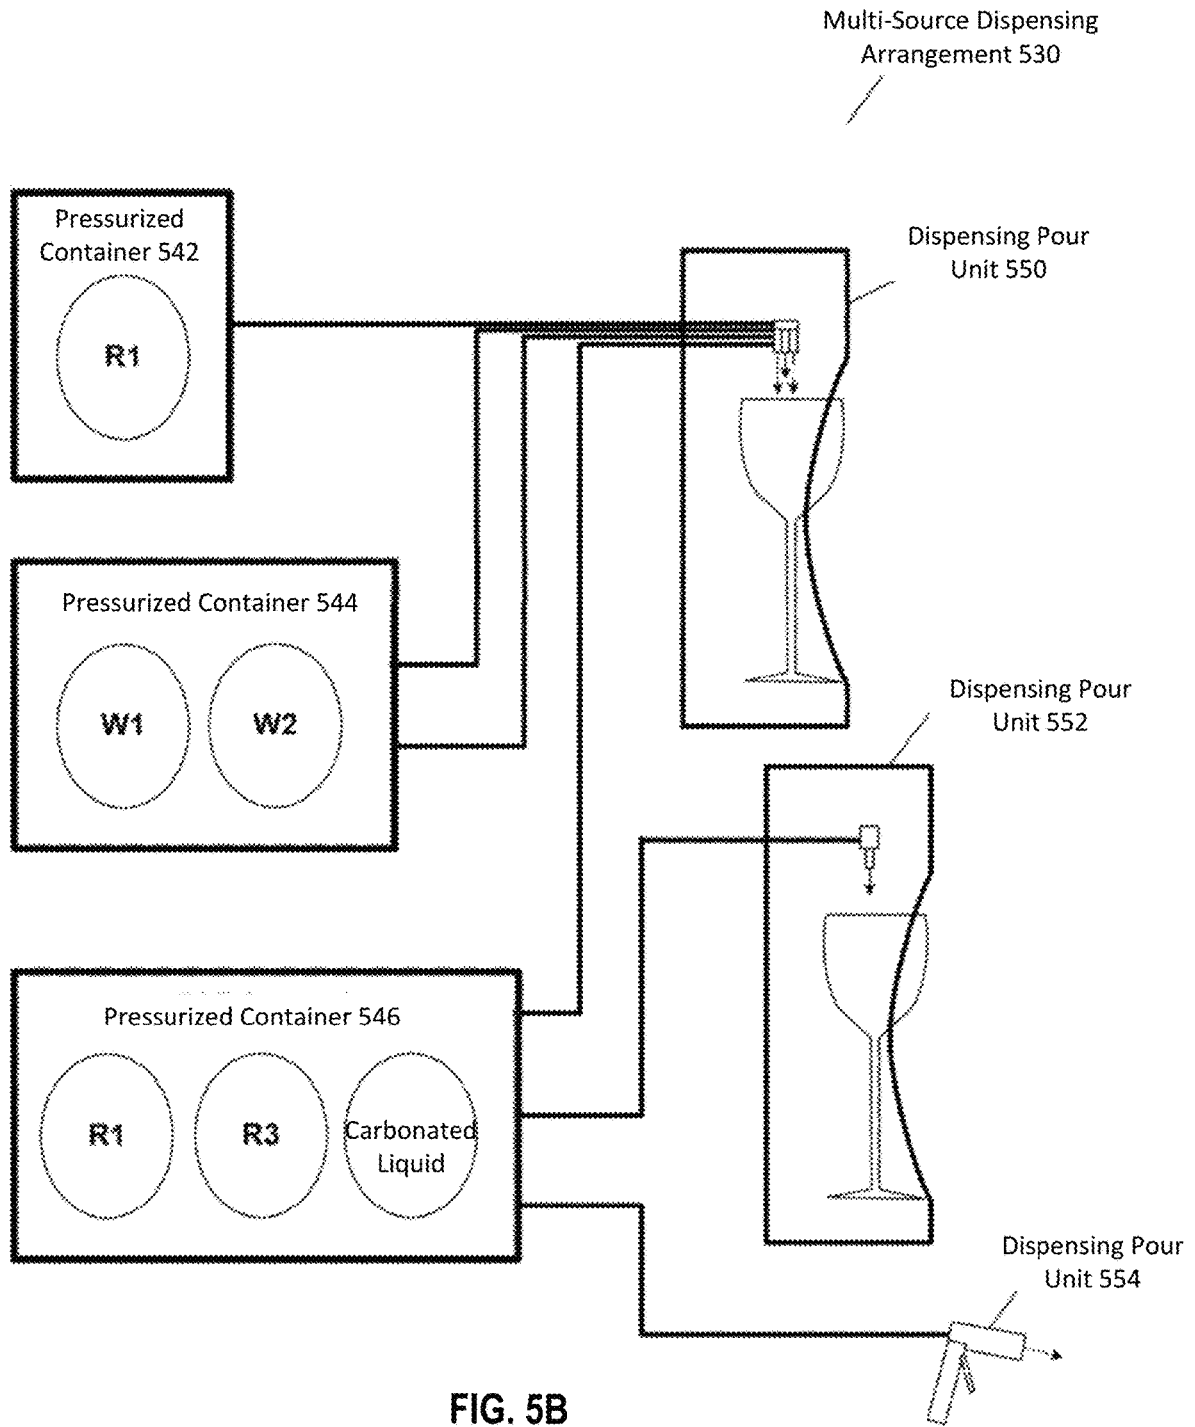 Multi-Source Dispensing
Arrangement 530
Pressurized
Container 542
R1
Dispensing Pour
Unit 550
Pressurized Container 544
W1
W2
Dispensing Pour
Unit 552
Pressurized Container 546
R1
R3
Carbonated
Liquid
Dispensing Pour
Unit 554
FIG. 5B